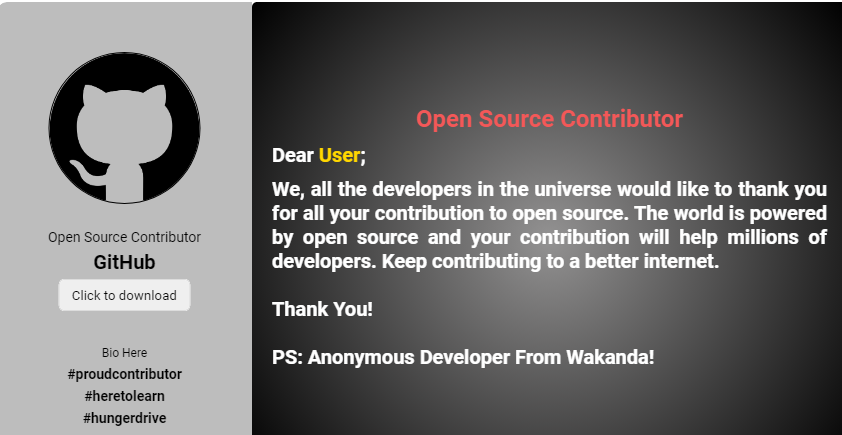 Open Source Contributor
GitHub
Click to download
Bio Here
#proudcontributor
#heretolearn
#hungerdrive
Open Source Contributor
Dear User;
We, all the developers in the universe would like to thank you
for all your contribution to open source. The world is powered
by open source and your contribution will help millions of
developers. Keep contributing to a better internet.
Thank You!
PS: Anonymous Developer From Wakanda!